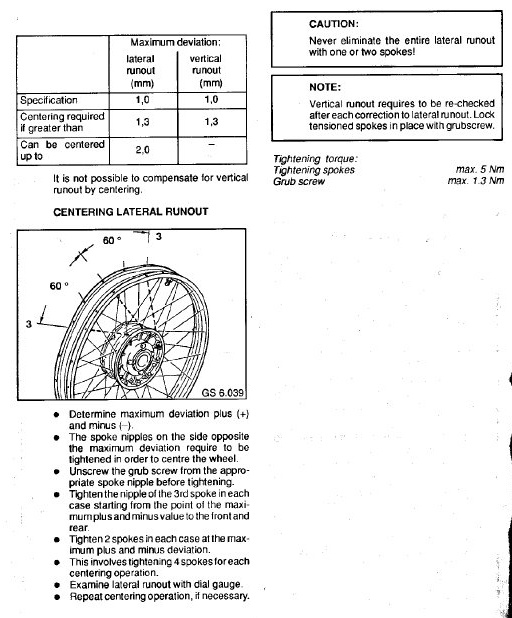 Maximum deviation:
lateral runout (mm)
vertical runout (mm)
Specification 1,0 1,0
Centering required if greater than 1,3 1,3
Can be centered up to 2,0 –
It is not possible to compensate for vertical
runout by centering.
CENTERING LATERAL RUNOUT
60° 3
60°
3
GS 6.039
• Determine maximum deviation plus (+)
and minus (–).
• The spoke nipples on the side opposite
the maximum deviation require to be
tightened in order to centre the wheel.
• Unscrew the grub screw from the appro-
priate spoke nipple before tightening.
• Tighten the nipple of the 3rd spoke in each
case starting from the point of the maxi-
mum plus and minus value to the front and
rear.
• Tighten 2 spokes in each case at the max-
imum plus and minus deviation.
• This involves tightening 4 spokes for each
centering operation.
• Examine lateral runout with dial gauge.
• Repeat centering operation, if necessary.
CAUTION:
Never eliminate the entire lateral runout
with one or two spokes!
NOTE:
Vertical runout requires to be re-checked
after each correction to lateral runout. Lock
tensioned spokes in place with grubscrew.
Tightening torque:
Tightening spokes max. 5 Nm
Grub screw max. 1.3 Nm